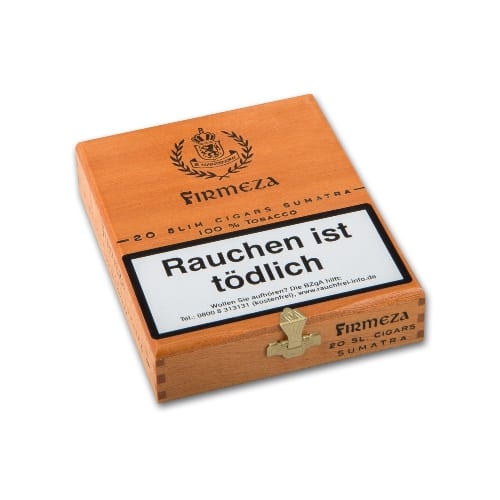 FIRMEZA
20 SLIM CIGARS SUMATRA
100 % TOBACCO
Rauchen ist
tödlich
Wollen Sie aufhören? Die BZgA hilft:
Tel.: 0800 8 313131 (kostenfrei), www.rauchfrei-info.de
FIRMEZA
20 SL. CIGARS
SUMATRA